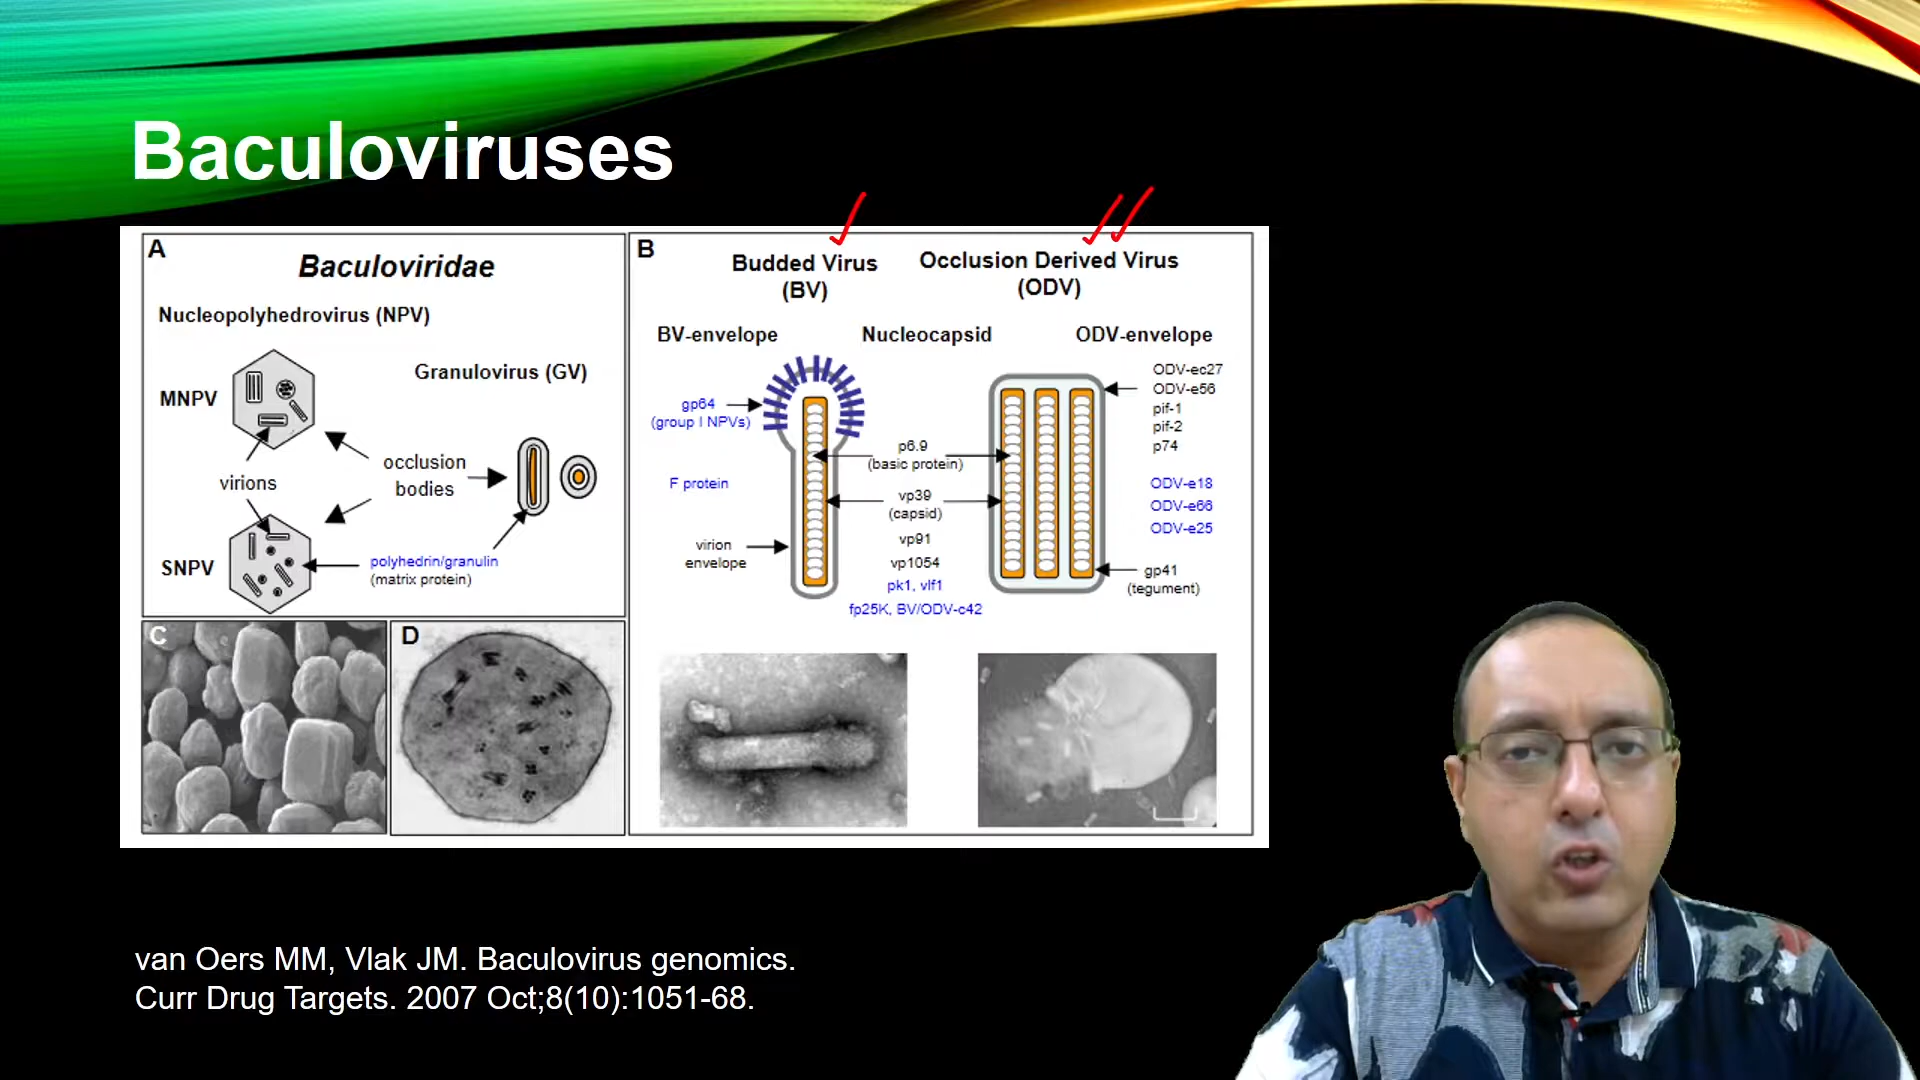 Baculoviruses
A
Baculoviridae
Nucleopolyhedrovirus (NPV)
Granulovirus (GV)
MNPV
occlusion
bodies
virions
SNPV
polyhedrin/granulin
(matrix protein)
B
Budded Virus
(BV)
Occlusion Derived Virus
(ODV)
BV-envelope
Nucleocapsid
ODV-envelope
gp64
(group I NPVs)
F protein
virion
envelope
p6.9
(basic protein)
vp39
(capsid)
vp91
vp1054
pk1, vlf1
fp25K, BV/ODV-c42
ODV-ec27
ODV-e56
pif-1
pif-2
p74
ODV-e18
ODV-e66
ODV-e25
gp41
(tegument)
C
D
van Oers MM, Vlak JM. Baculovirus genomics.
Curr Drug Targets. 2007 Oct;8(10):1051-68.